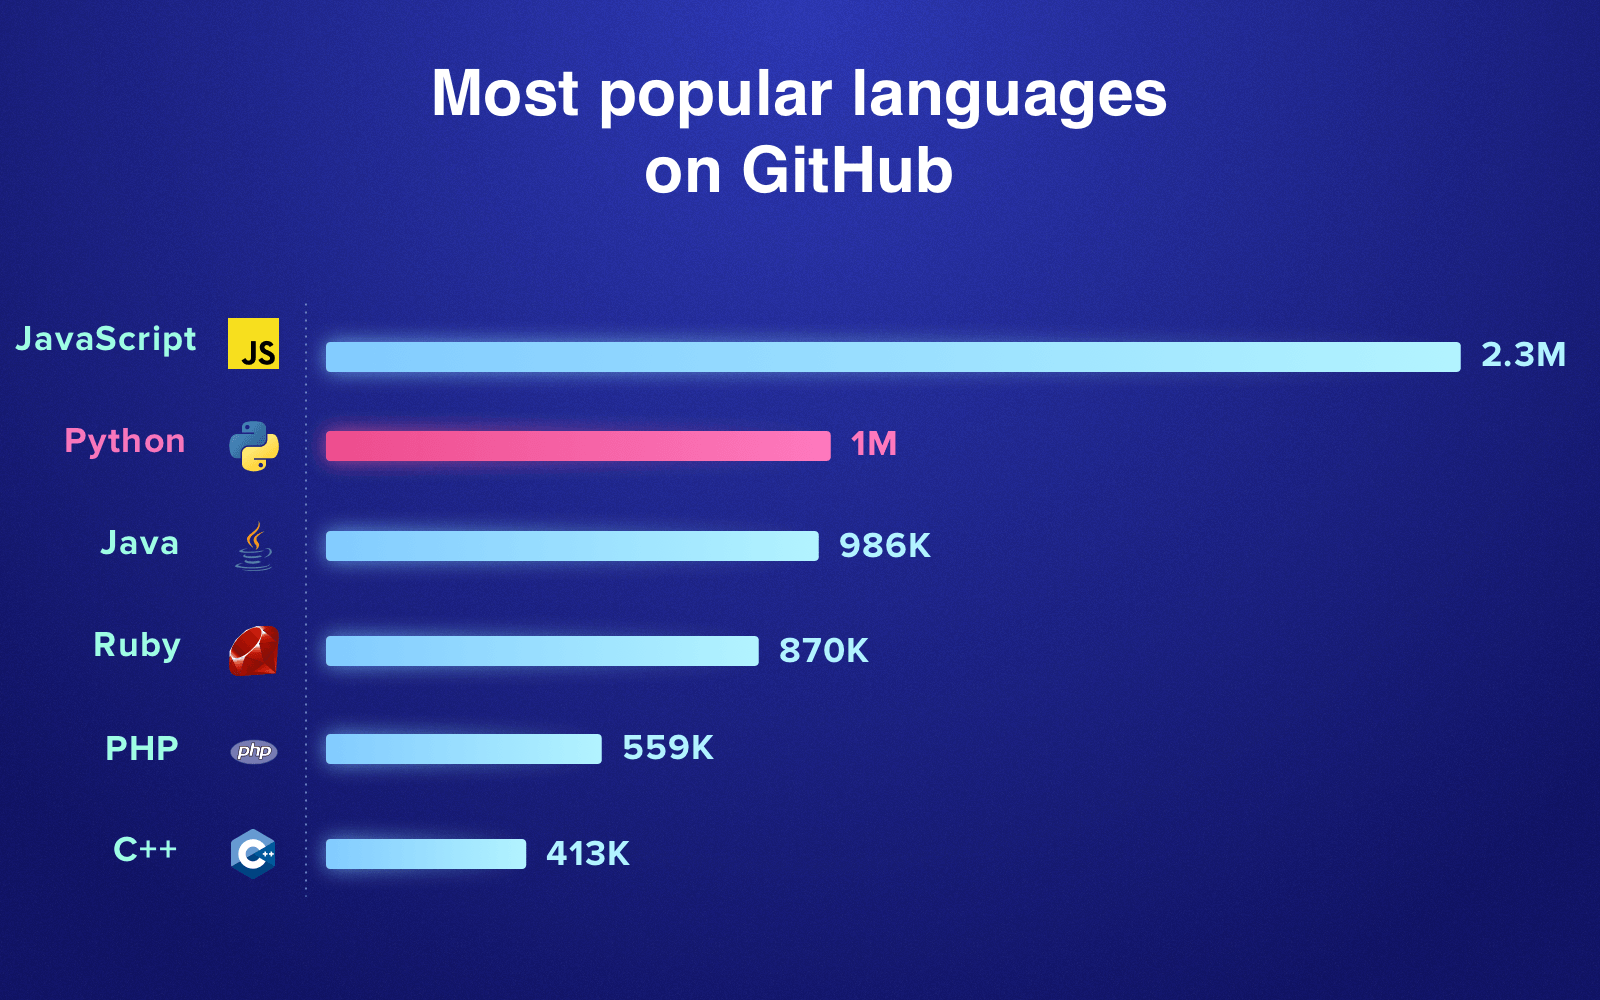 Most popular languages
on GitHub
JavaScript JS 2.3M
Python 1M
Java 986K
Ruby 870K
PHP php 559K
C++ C++ 413K